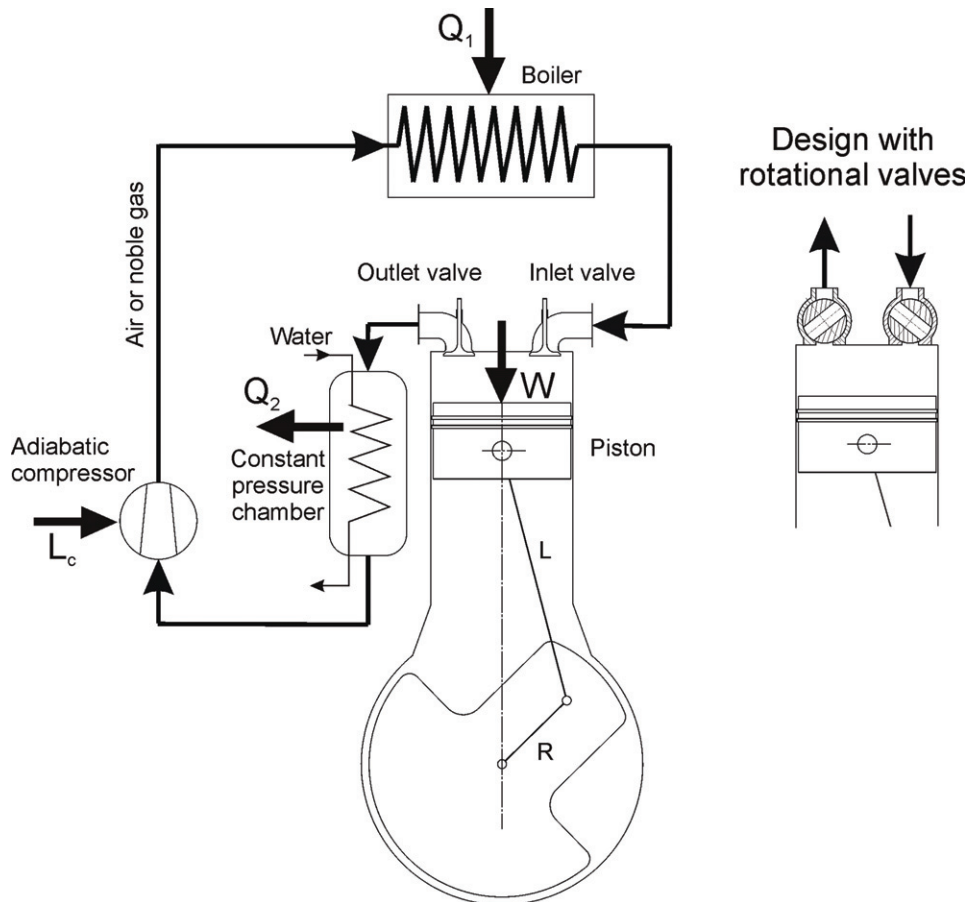 Q1
Boiler
Design with
rotational valves
Air or noble gas
Outlet valve
Inlet valve
Water
W
Q2
Constant
pressure
chamber
Piston
Adiabatic
compressor
Lc
L
R